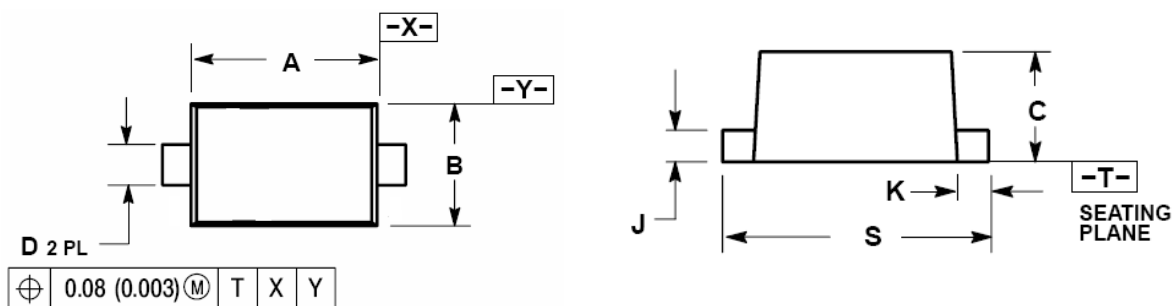 -X-
A
-Y-
B
D 2 PL
⌖ 0.08 (0.003) Ⓜ T X Y
C
K
J
S
-T-
SEATING
PLANE